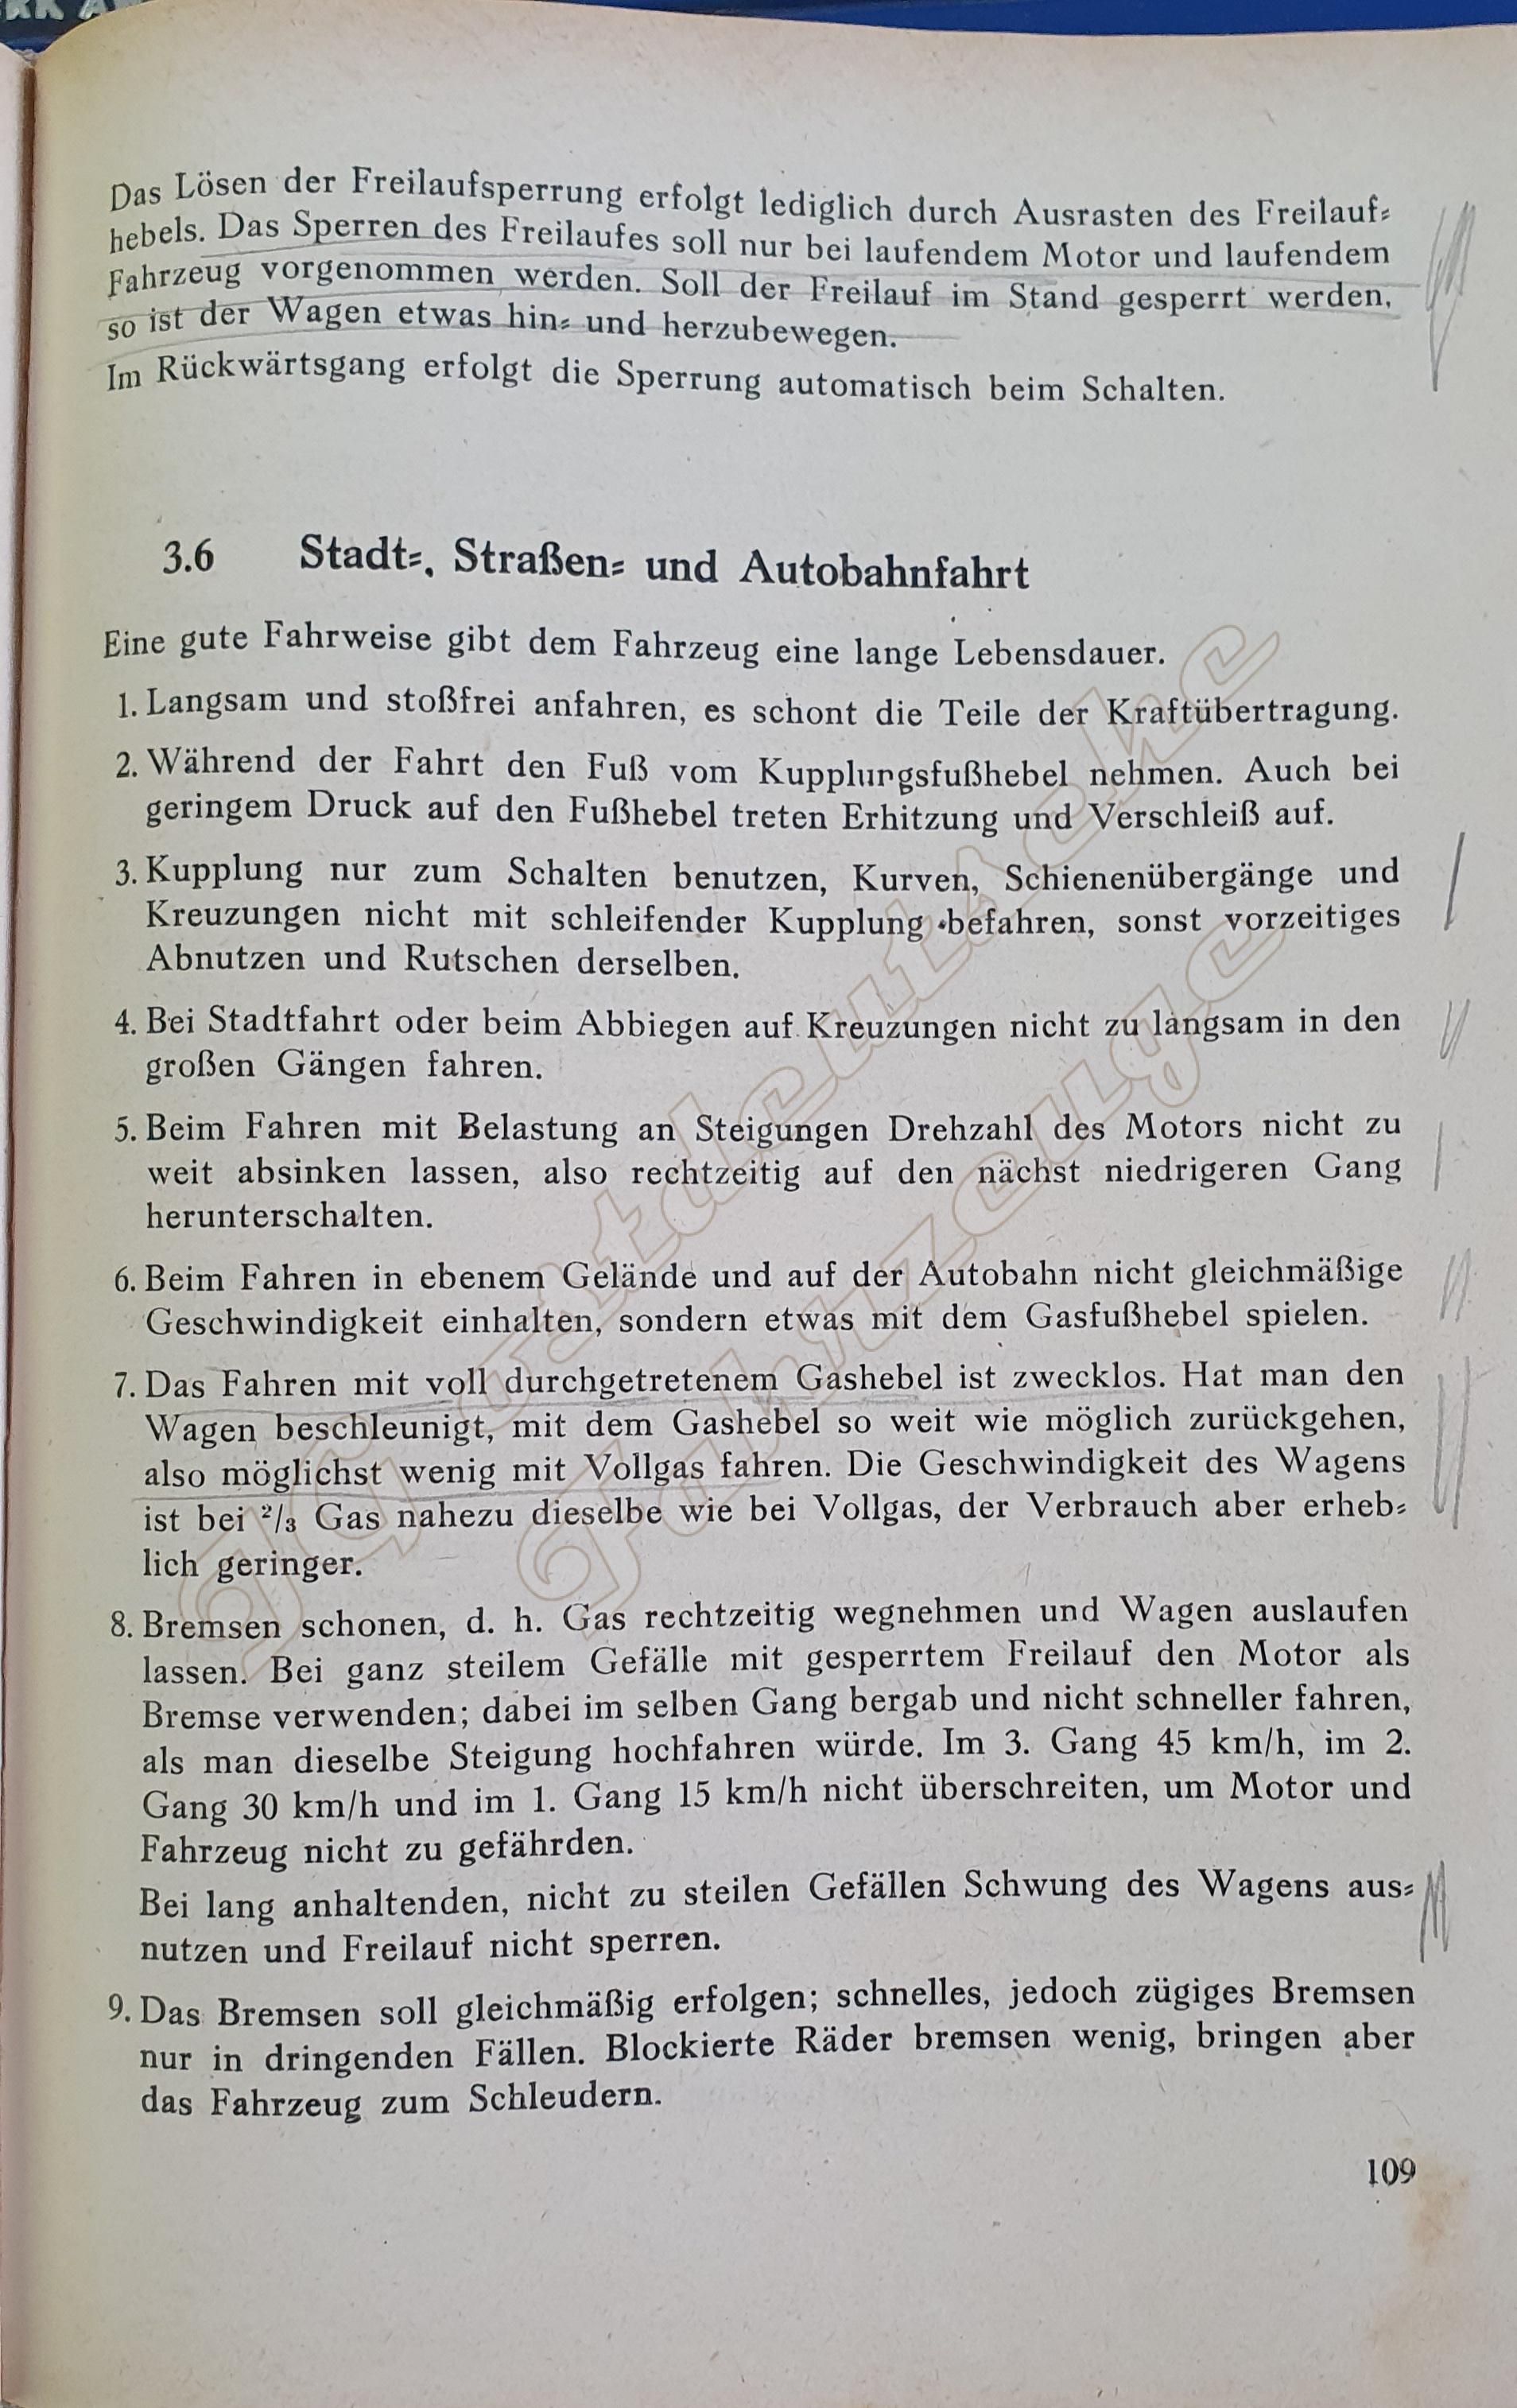 RK A
Das Lösen der Freilaufsperrung erfolgt lediglich durch Ausrasten des Freilauf-
hebels. Das Sperren des Freilaufes soll nur bei laufendem Motor und laufendem
Fahrzeug vorgenommen werden. Soll der Freilauf im Stand gesperrt werden,
so ist der Wagen etwas hin- und herzubewegen.
Im Rückwärtsgang erfolgt die Sperrung automatisch beim Schalten.
3.6 Stadt-, Straßen- und Autobahnfahrt
Eine gute Fahrweise gibt dem Fahrzeug eine lange Lebensdauer.
1. Langsam und stoßfrei anfahren, es schont die Teile der Kraftübertragung.
2. Während der Fahrt den Fuß vom Kupplungsfußhebel nehmen. Auch bei
geringem Druck auf den Fußhebel treten Erhitzung und Verschleiß auf.
3. Kupplung nur zum Schalten benutzen, Kurven, Schienenübergänge und
Kreuzungen nicht mit schleifender Kupplung befahren, sonst vorzeitiges
Abnutzen und Rutschen derselben.
4. Bei Stadtfahrt oder beim Abbiegen auf Kreuzungen nicht zu langsam in den
großen Gängen fahren.
5. Beim Fahren mit Belastung an Steigungen Drehzahl des Motors nicht zu
weit absinken lassen, also rechtzeitig auf den nächst niedrigeren Gang
herunterschalten.
6. Beim Fahren in ebenem Gelände und auf der Autobahn nicht gleichmäßige
Geschwindigkeit einhalten, sondern etwas mit dem Gasfußhebel spielen.
7. Das Fahren mit voll durchgetretenem Gashebel ist zwecklos. Hat man den
Wagen beschleunigt, mit dem Gashebel so weit wie möglich zurückgehen,
also möglichst wenig mit Vollgas fahren. Die Geschwindigkeit des Wagens
ist bei 2/3 Gas nahezu dieselbe wie bei Vollgas, der Verbrauch aber erheb-
lich geringer.
8. Bremsen schonen, d. h. Gas rechtzeitig wegnehmen und Wagen auslaufen
lassen. Bei ganz steilem Gefälle mit gesperrtem Freilauf den Motor als
Bremse verwenden; dabei im selben Gang bergab und nicht schneller fahren,
als man dieselbe Steigung hochfahren würde. Im 3. Gang 45 km/h, im 2.
Gang 30 km/h und im 1. Gang 15 km/h nicht überschreiten, um Motor und
Fahrzeug nicht zu gefährden.
Bei lang anhaltenden, nicht zu steilen Gefällen Schwung des Wagens aus-
nutzen und Freilauf nicht sperren.
9. Das Bremsen soll gleichmäßig erfolgen; schnelles, jedoch zügiges Bremsen
nur in dringenden Fällen. Blockierte Räder bremsen wenig, bringen aber
das Fahrzeug zum Schleudern.
109
IG Ostdeutsche
Fahrzeuge